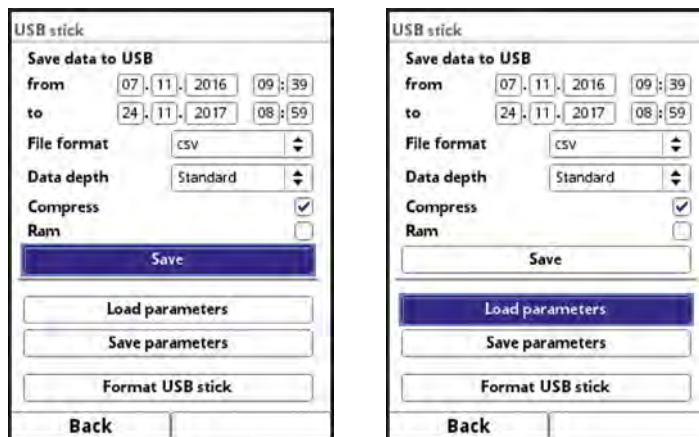 USB stick
Save data to USB
from 07. 11. 2016 09:39
to 24. 11. 2017 08:59
File format csv
Data depth Standard
Compress
Ram
Save
Load parameters
Save parameters
Format USB stick
Back
USB stick
Save data to USB
from 07. 11. 2016 09:39
to 24. 11. 2017 08:59
File format csv
Data depth Standard
Compress
Ram
Save
Load parameters
Save parameters
Format USB stick
Back